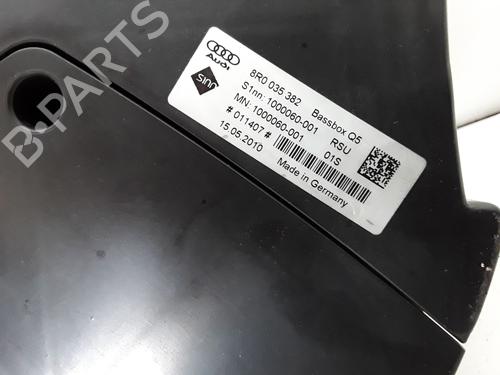 B-PARTS
Audi
S1NN
8R0 035 382 Bassbox Q5
S1nn: 1000060-001 RSU
MN: 1000060-001 01S
# 011407 #
15.05.2010 Made in Germany